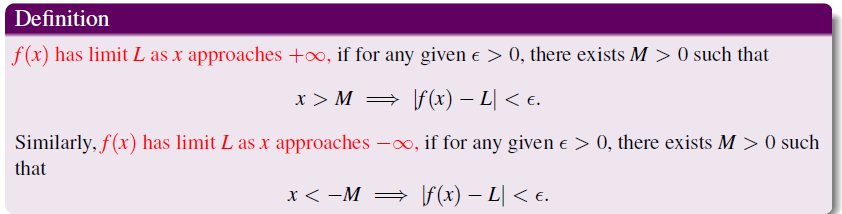 Definition
f(x) has limit L as x approaches +∞, if for any given ϵ > 0, there exists M > 0 such that
x > M ⟹ |f(x) − L| < ϵ.
Similarly, f(x) has limit L as x approaches −∞, if for any given ϵ > 0, there exists M > 0 such
that
x < −M ⟹ |f(x) − L| < ϵ.